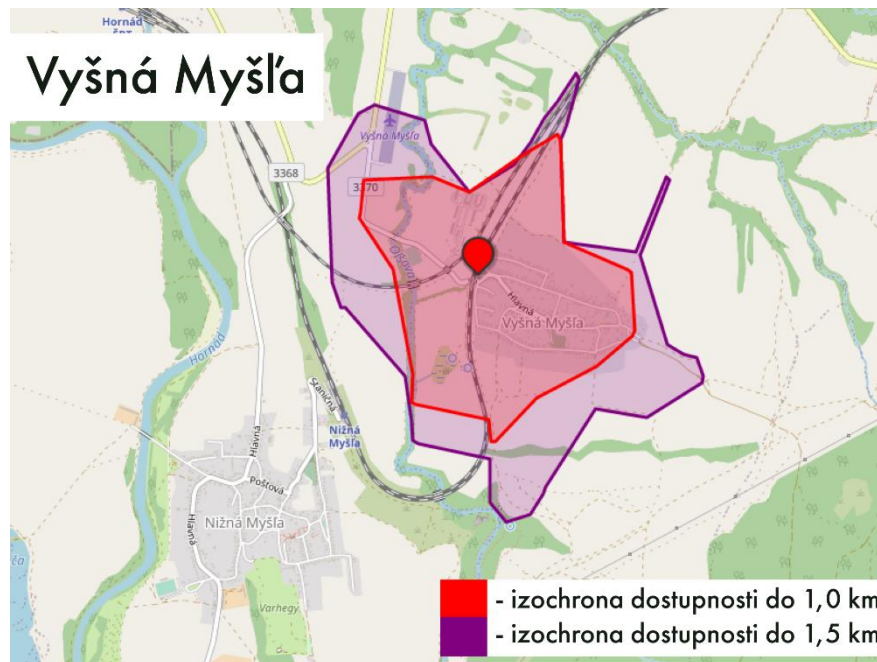 Hornád
Vyšná Myšľa
Vyšná Myšľa
3368
3370
Oľšovany
Hlavná
Vyšná Myšľa
Hornád
Staničná
Hlavná
Nižná
Myšľa
Poštová
Hlavná
Nižná Myšľa
Varhegy
- izochrona dostupnosti do 1,0 km
- izochrona dostupnosti do 1,5 km